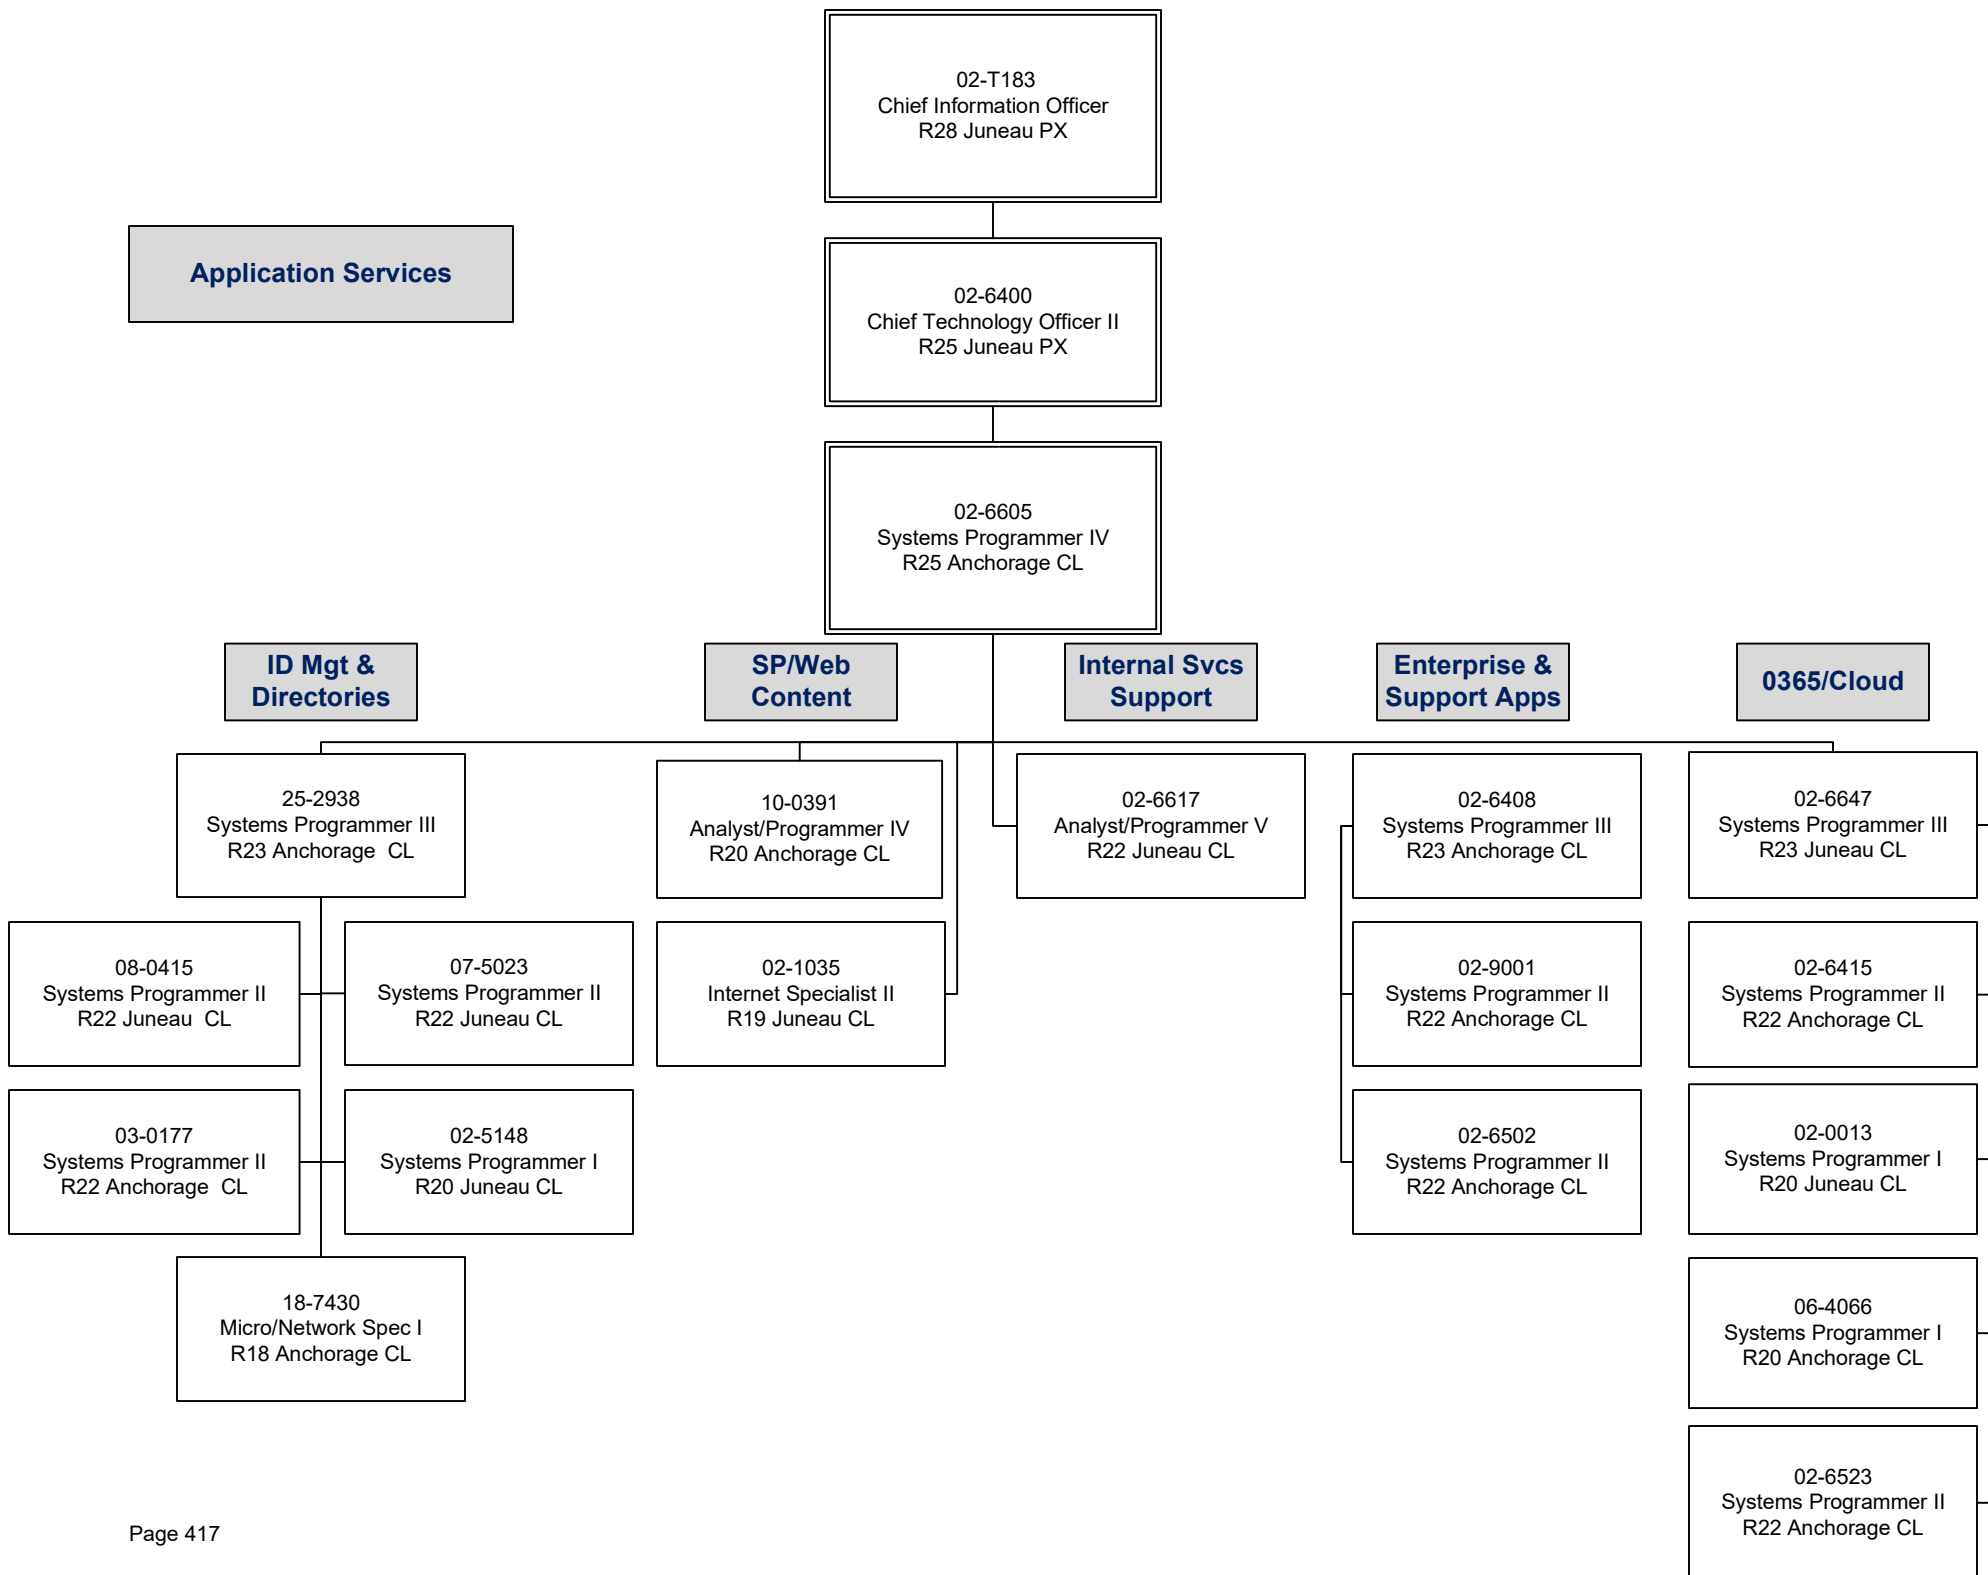 02-T183
Chief Information Officer
R28 Juneau PX
Application Services
02-6400
Chief Technology Officer II
R25 Juneau PX
02-6605
Systems Programmer IV
R25 Anchorage CL
ID Mgt &
Directories
SP/Web
Content
Internal Svcs
Support
Enterprise &
Support Apps
0365/Cloud
25-2938
Systems Programmer III
R23 Anchorage  CL
10-0391
Analyst/Programmer IV
R20 Anchorage CL
02-6617
Analyst/Programmer V
R22 Juneau CL
02-6408
Systems Programmer III
R23 Anchorage CL
02-6647
Systems Programmer III
R23 Juneau CL
08-0415
Systems Programmer II
R22 Juneau  CL
07-5023
Systems Programmer II
R22 Juneau CL
02-1035
Internet Specialist II
R19 Juneau CL
02-9001
Systems Programmer II
R22 Anchorage CL
02-6415
Systems Programmer II
R22 Anchorage CL
03-0177
Systems Programmer II
R22 Anchorage  CL
02-5148
Systems Programmer I
R20 Juneau CL
02-6502
Systems Programmer II
R22 Anchorage CL
02-0013
Systems Programmer I
R20 Juneau CL
18-7430
Micro/Network Spec I
R18 Anchorage CL
06-4066
Systems Programmer I
R20 Anchorage CL
02-6523
Systems Programmer II
R22 Anchorage CL
Page 417